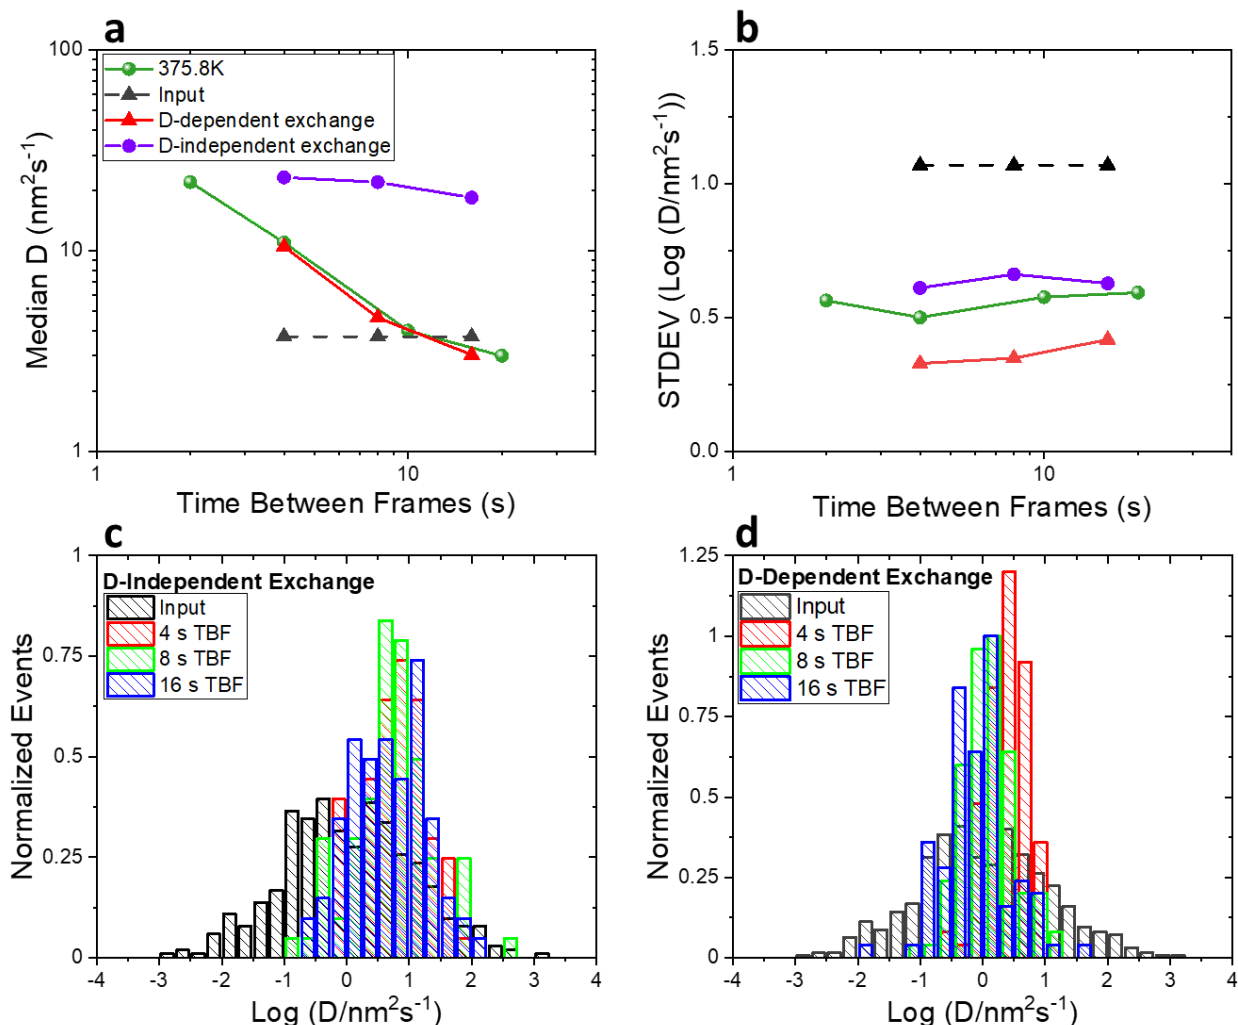 a
100
10
1
1
10
Median D (nm²s⁻¹)
Time Between Frames (s)
375.8K
Input
D-dependent exchange
D-independent exchange
b
1.5
1.0
0.5
0.0
1
10
STDEV (Log (D/nm²s⁻¹))
Time Between Frames (s)
c
1
0.75
0.5
0.25
0
-4
-3
-2
-1
0
1
2
3
4
Normalized Events
Log (D/nm²s⁻¹)
D-Independent Exchange
Input
4 s TBF
8 s TBF
16 s TBF
d
1.25
1
0.75
0.5
0.25
0
-4
-3
-2
-1
0
1
2
3
4
Normalized Events
Log (D/nm²s⁻¹)
D-Dependent Exchange
Input
4 s TBF
8 s TBF
16 s TBF